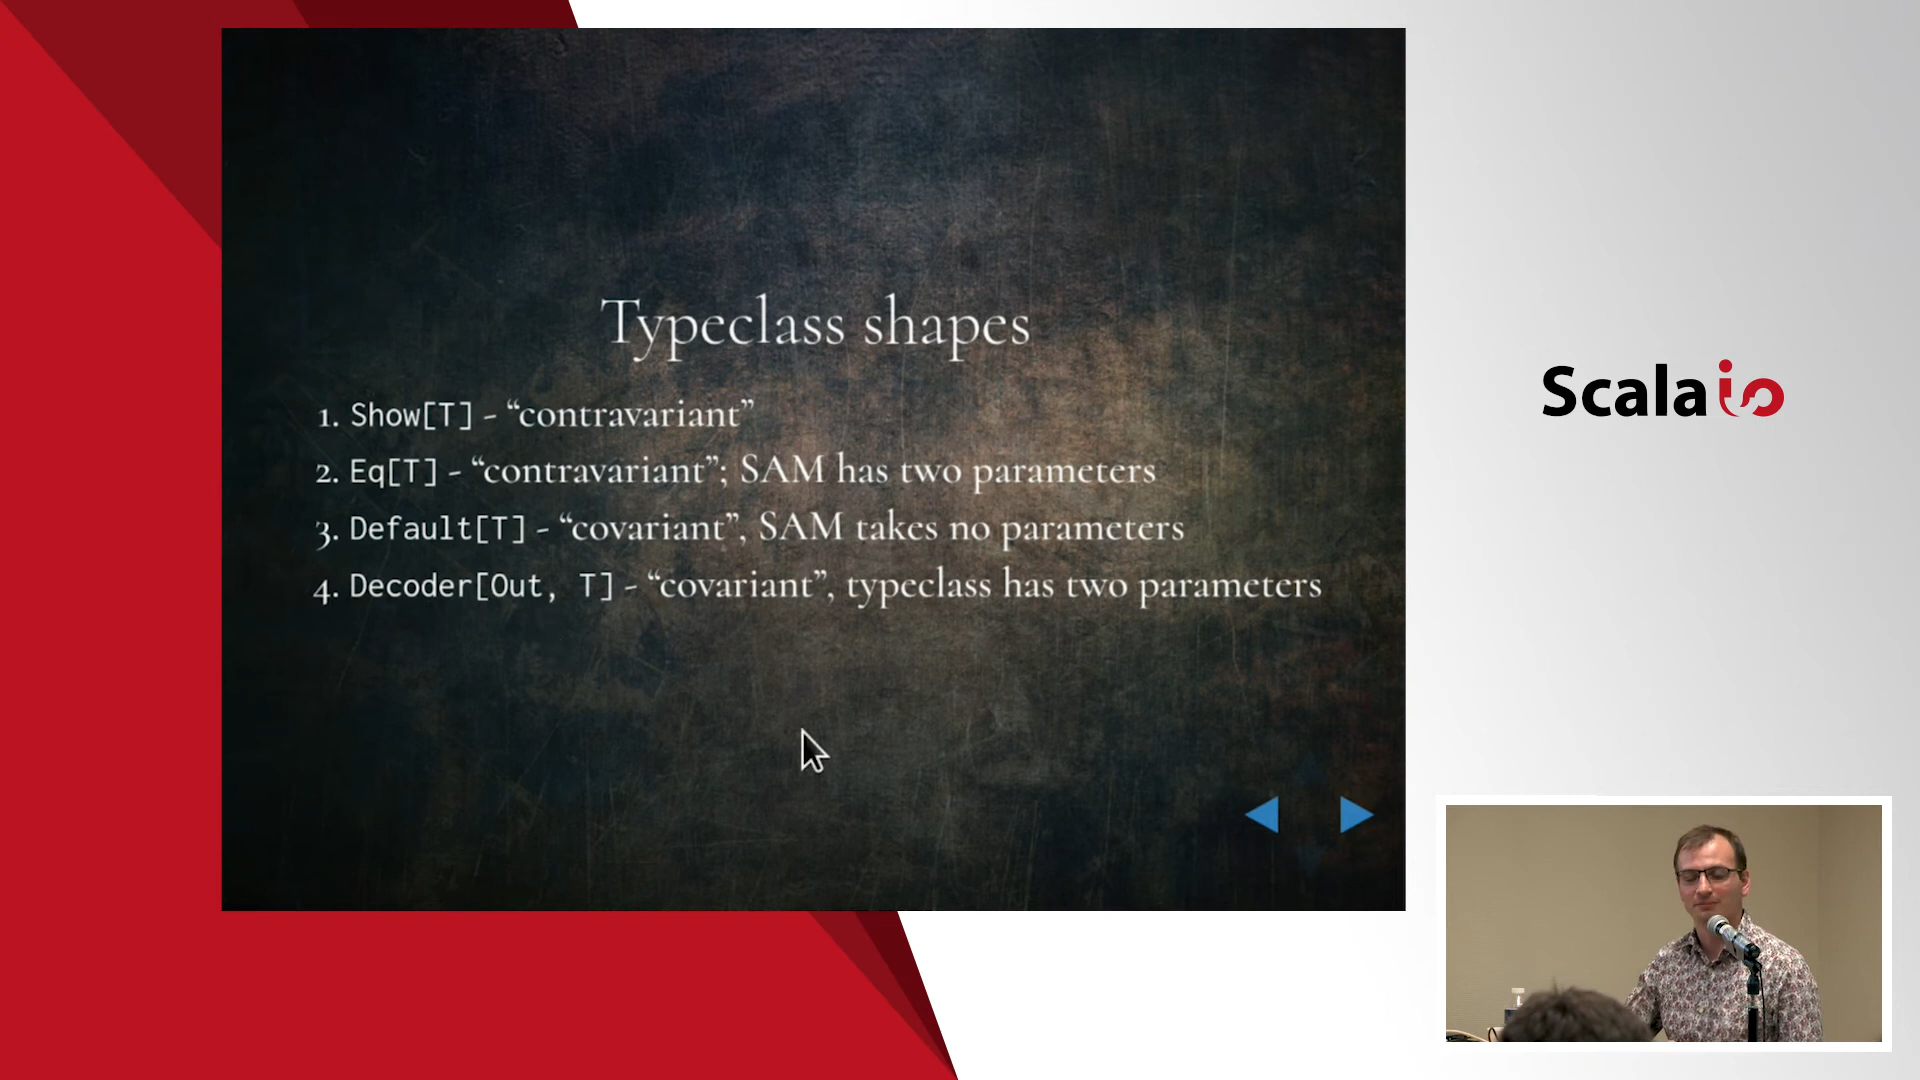 Typeclass shapes
1. Show[T] - “contravariant”
2. Eq[T] - “contravariant”; SAM has two parameters
3. Default[T] - “covariant”, SAM takes no parameters
4. Decoder[Out, T] - “covariant”, typeclass has two parameters
Scala io